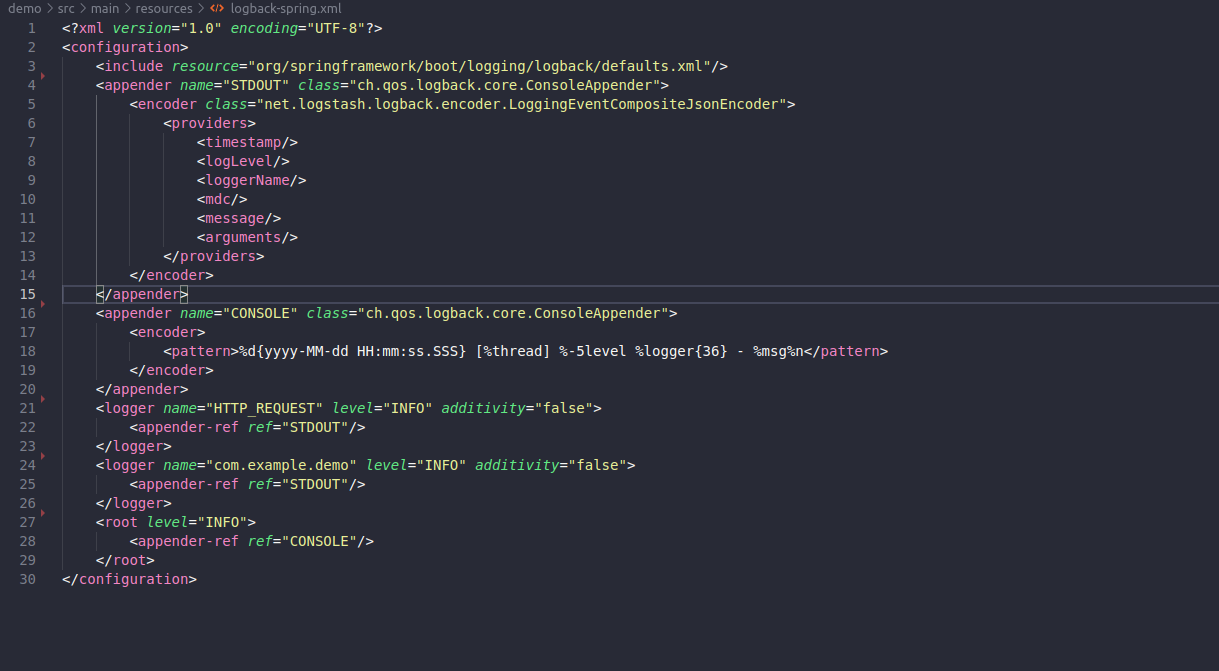 demo > src > main > resources > </> logback-spring.xml
1 <?xml version="1.0" encoding="UTF-8"?>
2 <configuration>
3     <include resource="org/springframework/boot/logging/logback/defaults.xml"/>
4     <appender name="STDOUT" class="ch.qos.logback.core.ConsoleAppender">
5         <encoder class="net.logstash.logback.encoder.LoggingEventCompositeJsonEncoder">
6             <providers>
7                 <timestamp/>
8                 <logLevel/>
9                 <loggerName/>
10                 <mdc/>
11                 <message/>
12                 <arguments/>
13             </providers>
14         </encoder>
15     </appender>
16     <appender name="CONSOLE" class="ch.qos.logback.core.ConsoleAppender">
17         <encoder>
18             <pattern>%d{yyyy-MM-dd HH:mm:ss.SSS} [%thread] %-5level %logger{36} - %msg%n</pattern>
19         </encoder>
20     </appender>
21     <logger name="HTTP_REQUEST" level="INFO" additivity="false">
22         <appender-ref ref="STDOUT"/>
23     </logger>
24     <logger name="com.example.demo" level="INFO" additivity="false">
25         <appender-ref ref="STDOUT"/>
26     </logger>
27     <root level="INFO">
28         <appender-ref ref="CONSOLE"/>
29     </root>
30 </configuration>